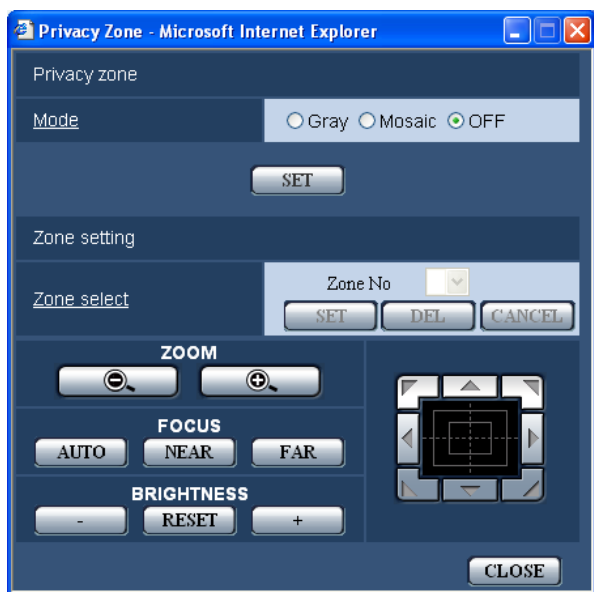 Privacy Zone - Microsoft Internet Explorer
Privacy zone
Mode
Gray Mosaic OFF
SET
Zone setting
Zone select
Zone No
SET DEL CANCEL
ZOOM
FOCUS
AUTO NEAR FAR
BRIGHTNESS
- RESET +
CLOSE